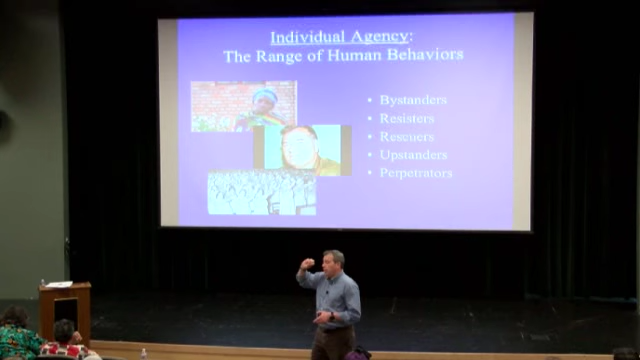 Individual Agency:
The Range of Human Behaviors
• Bystanders
• Resisters
• Rescuers
• Upstanders
• Perpetrators